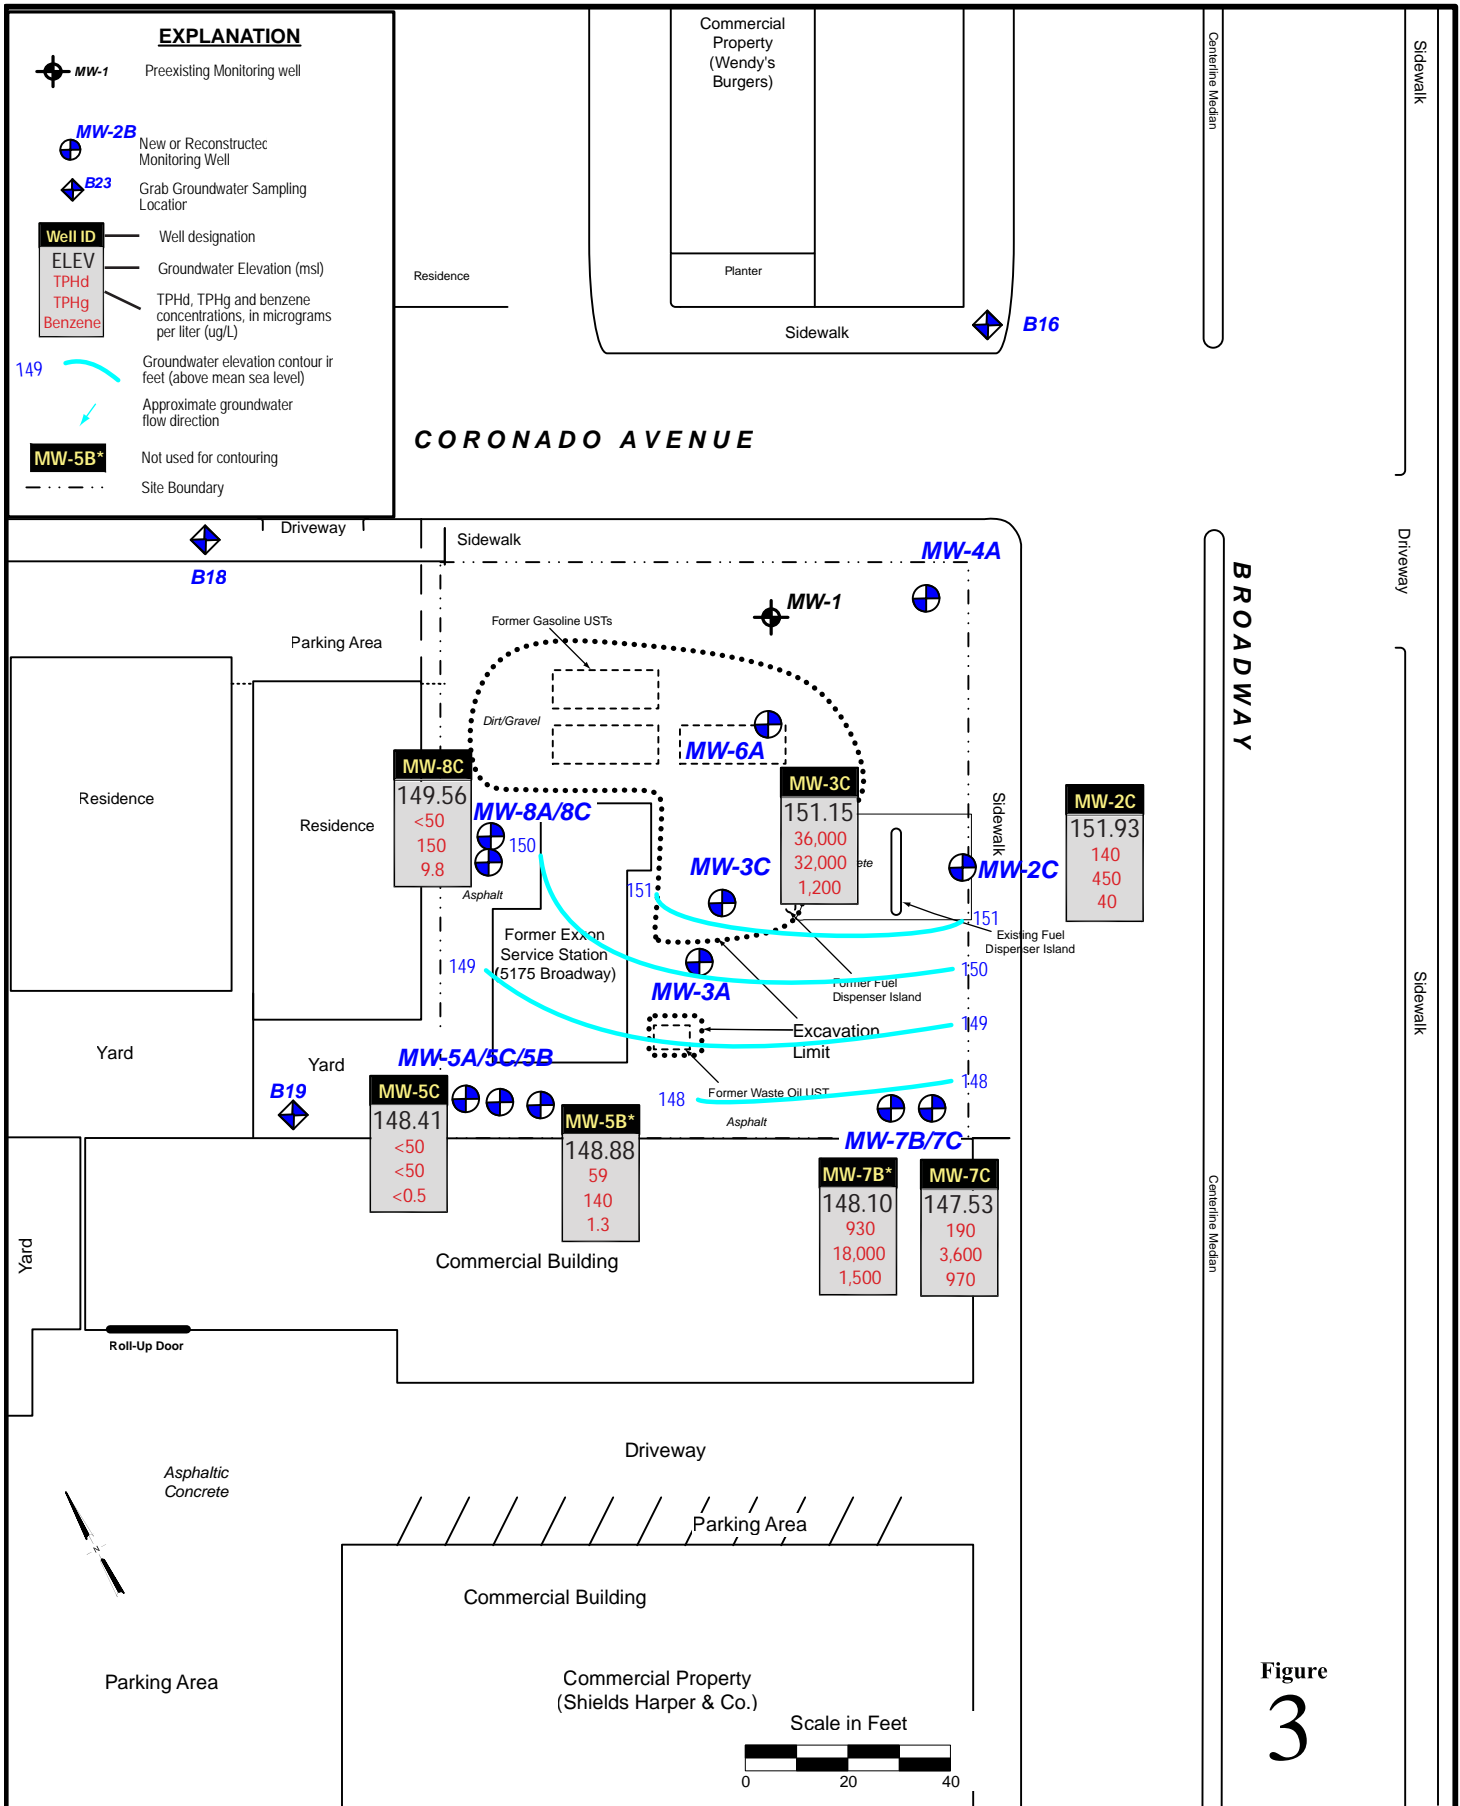 EXPLANATION
MW-1
Preexisting Monitoring well
MW-2B
New or Reconstructec
Monitoring Well
B23
Grab Groundwater Sampling
Locatior
Well ID
Well designation
ELEV
Groundwater Elevation (msl)
TPHd
TPHg
Benzene
TPHd, TPHg and benzene
concentrations, in micrograms
per liter (ug/L)
149
Groundwater elevation contour ir
feet (above mean sea level)
Approximate groundwater
flow direction
MW-5B*
Not used for contouring
Site Boundary
Commercial
Property
(Wendy's
Burgers)
Residence
Planter
Sidewalk
B16
Centerline Median
Sidewalk
CORONADO AVENUE
Driveway
Sidewalk
B18
MW-4A
Driveway
BROADWAY
MW-1
Former Gasoline USTs
Parking Area
Dirt/Gravel
MW-6A
MW-8C
149.56
<50
150
9.8
MW-3C
151.15
36,000
32,000
1,200
MW-2C
151.93
140
450
40
Residence
Residence
MW-8A/8C
150
Asphalt
MW-3C
151
ete
Sidewalk
MW-2C
151
Existing Fuel
Dispenser Island
Former Exxon
Service Station
(5175 Broadway)
149
150
MW-3A
Former Fuel
Dispenser Island
149
Excavation
Limit
Sidewalk
Yard
Yard
MW-5A/5C/5B
B19
Former Waste Oil UST
148
148
Asphalt
MW-7B/7C
MW-5C
148.41
<50
<50
<0.5
MW-5B*
148.88
59
140
1.3
MW-7B*
148.10
930
18,000
1,500
MW-7C
147.53
190
3,600
970
Centerline Median
Yard
Commercial Building
Roll-Up Door
Driveway
Asphaltic
Concrete
N
Parking Area
Commercial Building
Parking Area
Commercial Property
(Shields Harper & Co.)
Scale in Feet
0
20
40
Figure
3